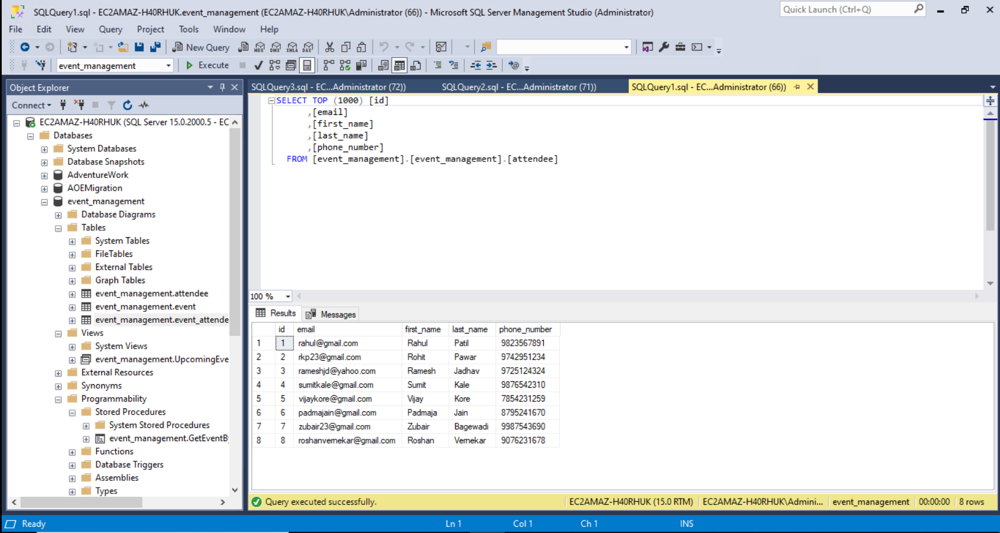 SQLQuery1.sql - EC2AMAZ-H40RHUK.event_management (EC2AMAZ-H40RHUK\Administrator (66)) - Microsoft SQL Server Management Studio (Administrator)
Quick Launch (Ctrl+Q)
File Edit View Query Project Tools Window Help
New Query MDX DMX XMLA DAX
event_management Execute
Object Explorer
Connect
EC2AMAZ-H40RHUK (SQL Server 15.0.2000.5 - EC
Databases
System Databases
Database Snapshots
AdventureWork
AOEMigration
event_management
Database Diagrams
Tables
System Tables
FileTables
External Tables
Graph Tables
event_management.attendee
event_management.event
event_management.event_attende
Views
System Views
event_management.UpcomingEve
External Resources
Synonyms
Programmability
Stored Procedures
System Stored Procedures
event_management.GetEventB
Functions
Database Triggers
Assemblies
Types
SQLQuery3.sql - EC...Administrator (72)) SQLQuery2.sql - EC...Administrator (71)) SQLQuery1.sql - EC...Administrator (66))
SELECT TOP (1000) [id]
,[email]
,[first_name]
,[last_name]
,[phone_number]
FROM [event_management].[event_management].[attendee]
100 %
Results Messages
id email first_name last_name phone_number
1 1 rahul@gmail.com Rahul Patil 9823567891
2 2 rkp23@gmail.com Rohit Pawar 9742951234
3 3 rameshjd@yahoo.com Ramesh Jadhav 9725124324
4 4 sumitkale@gmail.com Sumit Kale 9876542310
5 5 vijaykore@gmail.com Vijay Kore 7854231259
6 6 padmajain@gmail.com Padmaja Jain 8795241670
7 7 zubair23@gmail.com Zubair Bagewadi 9987543690
8 8 roshanvernekar@gmail.com Roshan Vernekar 9076231678
Query executed successfully. EC2AMAZ-H40RHUK (15.0 RTM) EC2AMAZ-H40RHUK\Admini... event_management 00:00:00 8 rows
Ready Ln 1 Col 1 Ch 1 INS